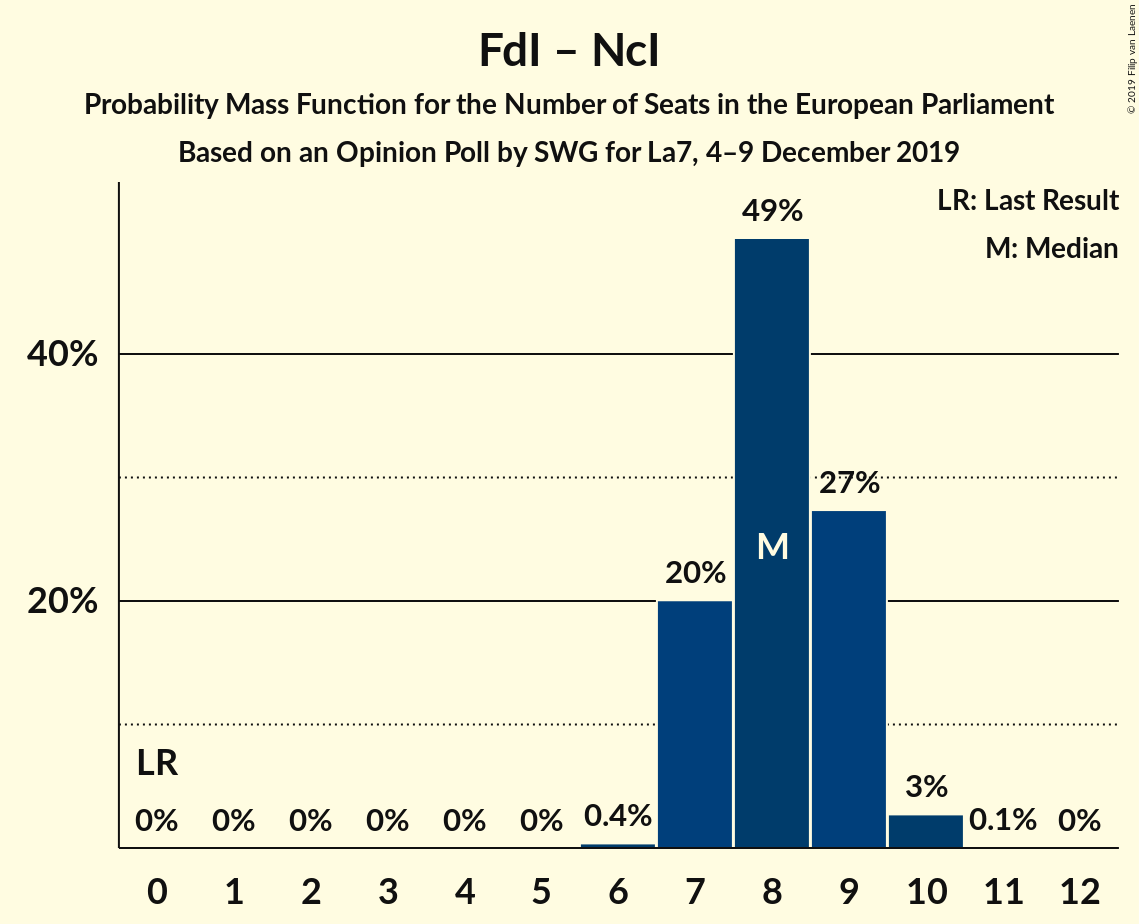 FdI – NcI
Probability Mass Function for the Number of Seats in the European Parliament
Based on an Opinion Poll by SWG for La7, 4–9 December 2019
© 2019 Filip van Laenen
LR: Last Result
M: Median
49%
40%
27%
M
20%
20%
LR
3%
0% 0% 0% 0% 0% 0% 0.4% 0.1% 0%
0 1 2 3 4 5 6 7 8 9 10 11 12